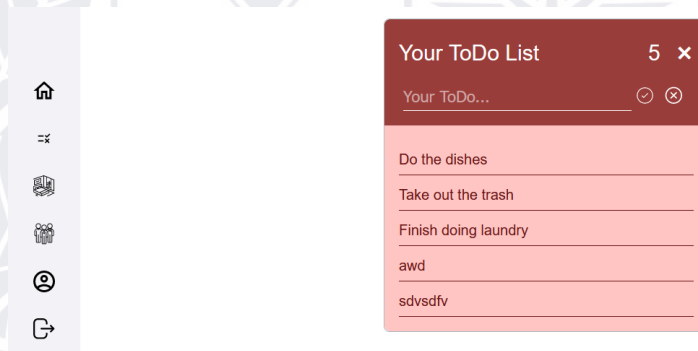 Your ToDo List 5 ×
Your ToDo...
Do the dishes
Take out the trash
Finish doing laundry
awd
sdvsdfv